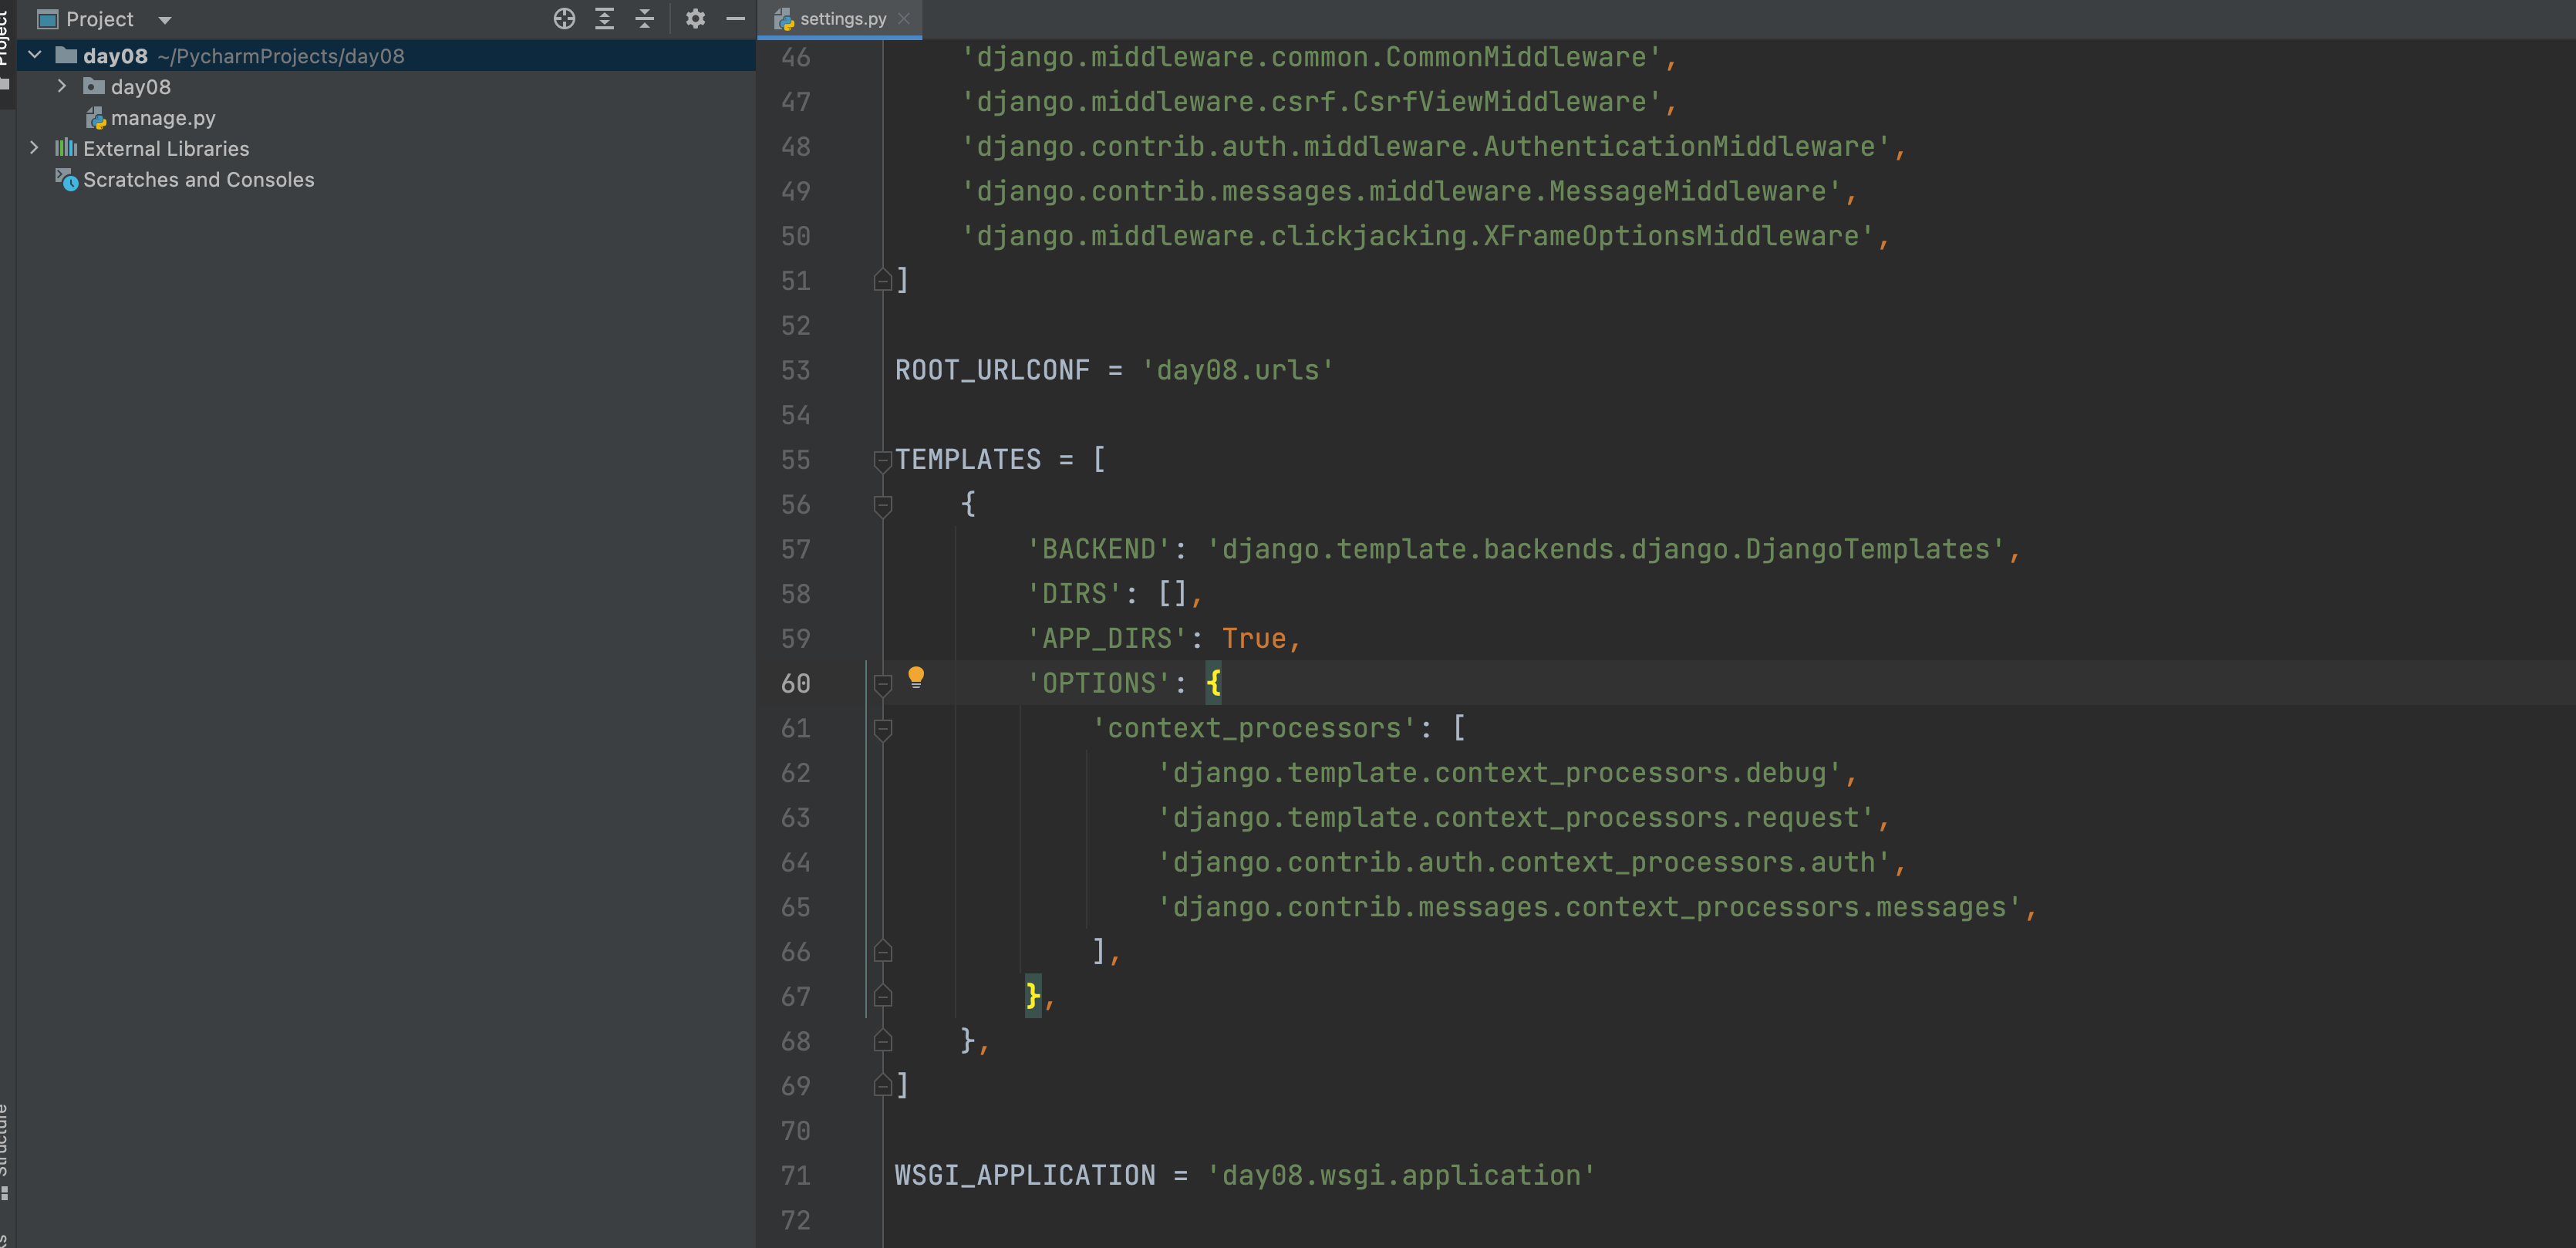 Project
day08 ~/PycharmProjects/day08
day08
manage.py
External Libraries
Scratches and Consoles
Project
Structure
settings.py
46 'django.middleware.common.CommonMiddleware',
47 'django.middleware.csrf.CsrfViewMiddleware',
48 'django.contrib.auth.middleware.AuthenticationMiddleware',
49 'django.contrib.messages.middleware.MessageMiddleware',
50 'django.middleware.clickjacking.XFrameOptionsMiddleware',
51 ]
52
53 ROOT_URLCONF = 'day08.urls'
54
55 TEMPLATES = [
56 {
57 'BACKEND': 'django.template.backends.django.DjangoTemplates',
58 'DIRS': [],
59 'APP_DIRS': True,
60 'OPTIONS': {
61 'context_processors': [
62 'django.template.context_processors.debug',
63 'django.template.context_processors.request',
64 'django.contrib.auth.context_processors.auth',
65 'django.contrib.messages.context_processors.messages',
66 ],
67 },
68 },
69 ]
70
71 WSGI_APPLICATION = 'day08.wsgi.application'
72